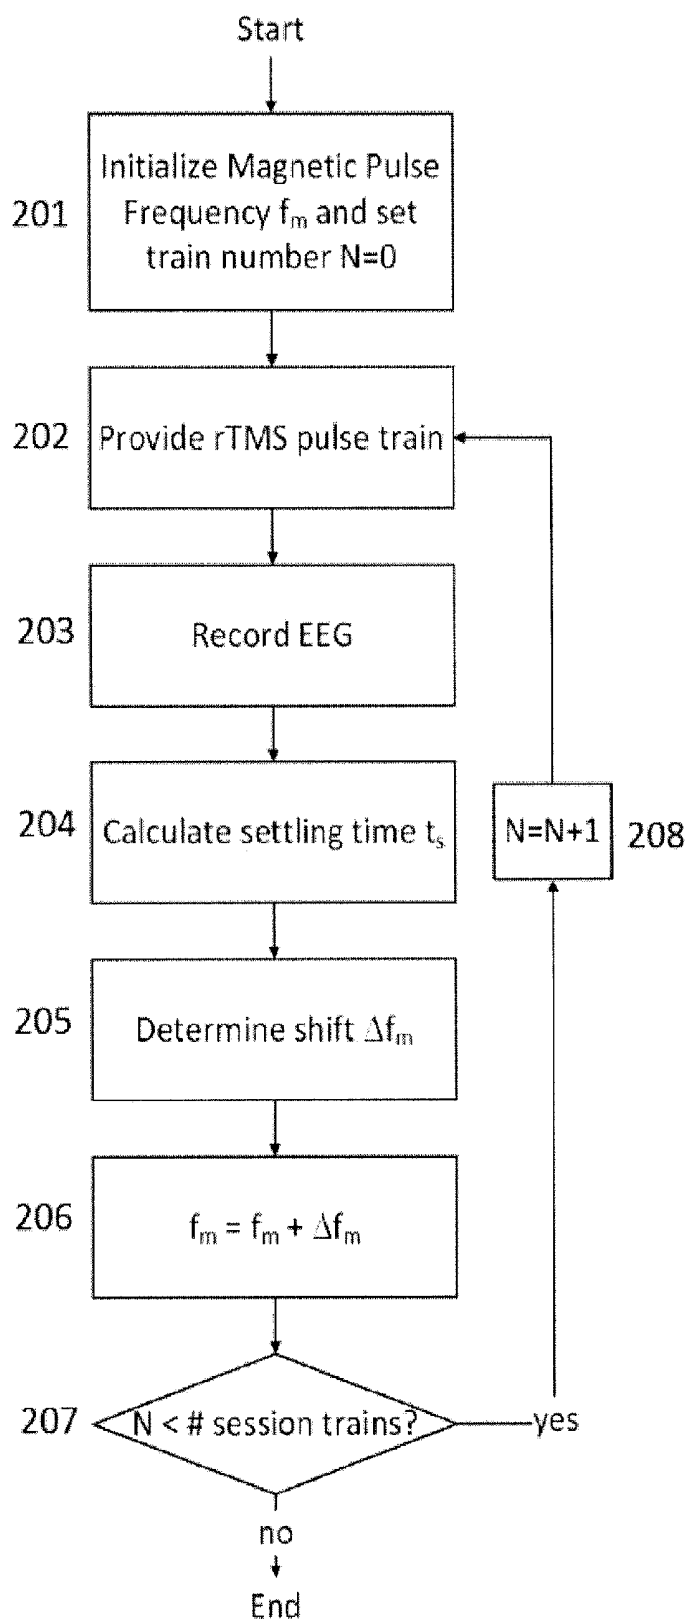 Start
201
Initialize Magnetic Pulse
Frequency fₘ and set
train number N=0
202
Provide rTMS pulse train
203
Record EEG
204
Calculate settling time tₛ
N=N+1
208
205
Determine shift Δfₘ
206
fₘ = fₘ + Δfₘ
207
N < # session trains?
yes
no
End